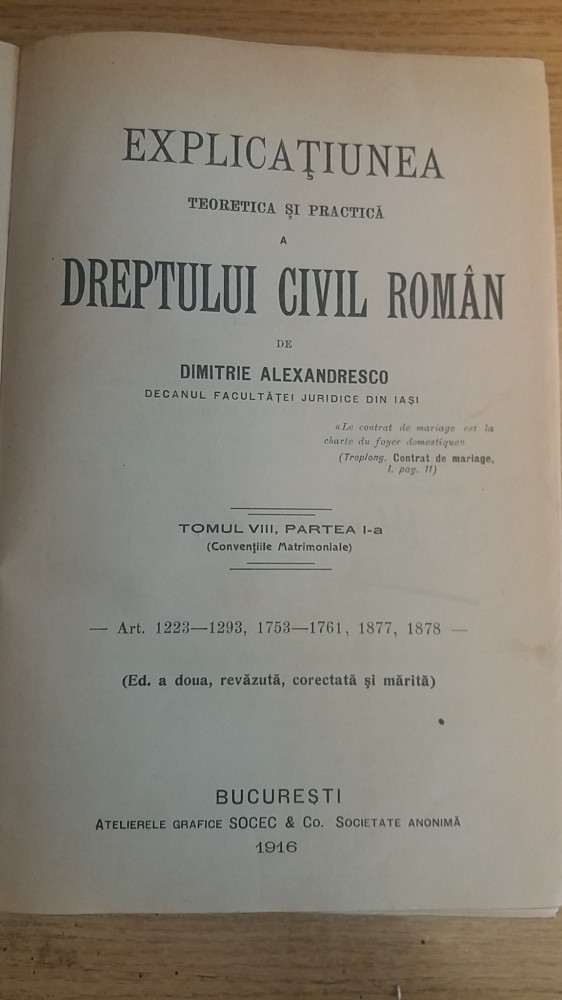 EXPLICAŢIUNEA
TEORETICA ŞI PRACTICĂ
A
DREPTULUI CIVIL ROMÂN
DE
DIMITRIE ALEXANDRESCO
DECANUL FACULTĂŢEI JURIDICE DIN IAŞI
«Le contrat de mariage est la
charte du foyer domestique»
(Troplong. Contrat de mariage,
I. pag. 11)
TOMUL VIII, PARTEA I-a
(Convenţiile Matrimoniale)
— Art. 1223—1293, 1753—1761, 1877, 1878 —
(Ed. a doua, revăzută, corectată şi mărită)
BUCUREŞTI
ATELIERELE GRAFICE SOCEC & Co. SOCIETATE ANONIMĂ
1916